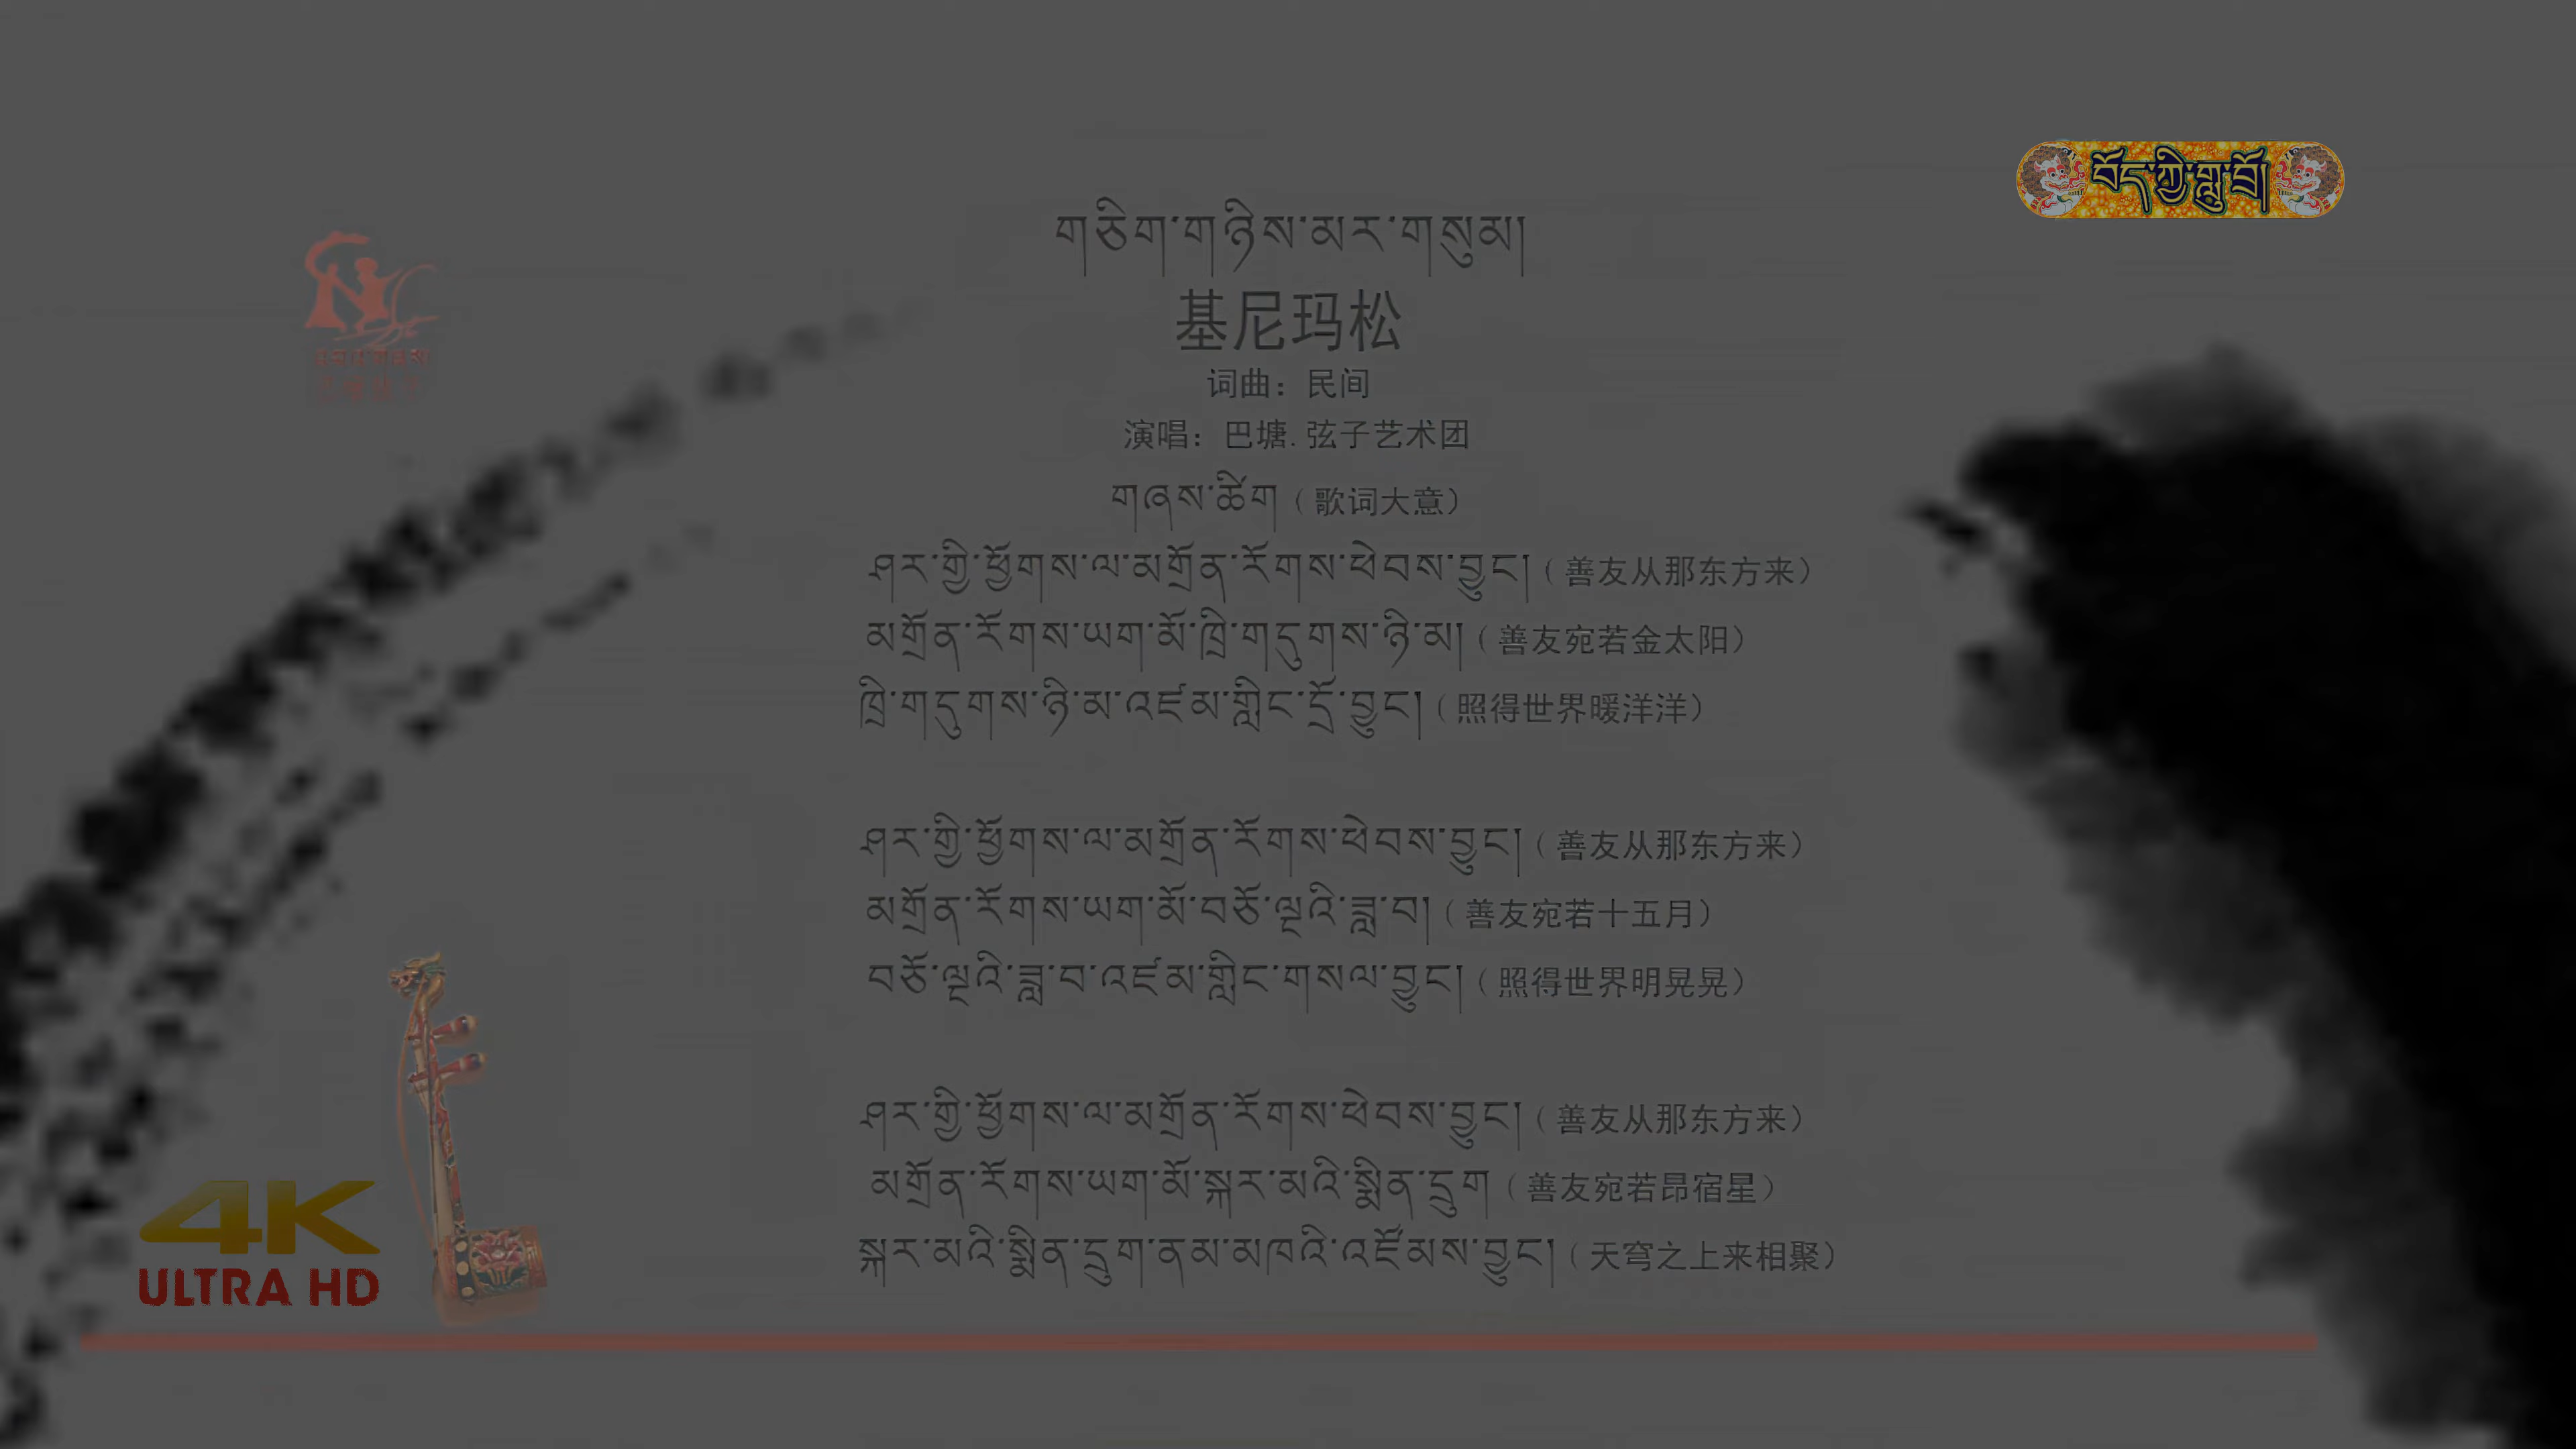 བོད་ཀྱི་གླུ་བྲོ།
གཅིག་གཉིས་མར་གསུམ།
基尼玛松
词曲：民间
演唱：巴塘.弦子艺术团
གཞས་ཚིག（歌词大意）
ཤར་གྱི་ཕྱོགས་ལ་མགྲོན་རོགས་ཕེབས་བྱུང་།（善友从那东方来）
མགྲོན་རོགས་ཡག་མོ་ཁྲི་གདུགས་ཉི་མ།（善友宛若金太阳）
ཁྲི་གདུགས་ཉི་མ་འཛམ་གླིང་དྲོ་བྱུང་།（照得世界暖洋洋）
ཤར་གྱི་ཕྱོགས་ལ་མགྲོན་རོགས་ཕེབས་བྱུང་།（善友从那东方来）
མགྲོན་རོགས་ཡག་མོ་བཅོ་ལྔའི་ཟླ་བ།（善友宛若十五月）
བཅོ་ལྔའི་ཟླ་བ་འཛམ་གླིང་གསལ་བྱུང་།（照得世界明晃晃）
ཤར་གྱི་ཕྱོགས་ལ་མགྲོན་རོགས་ཕེབས་བྱུང་།（善友从那东方来）
མགྲོན་རོགས་ཡག་མོ་སྐར་མའི་སྨིན་དྲུག（善友宛若昂宿星）
སྐར་མའི་སྨིན་དྲུག་ནམ་མཁའི་འཛོམས་བྱུང་།（天穹之上来相聚）
4K
ULTRA HD